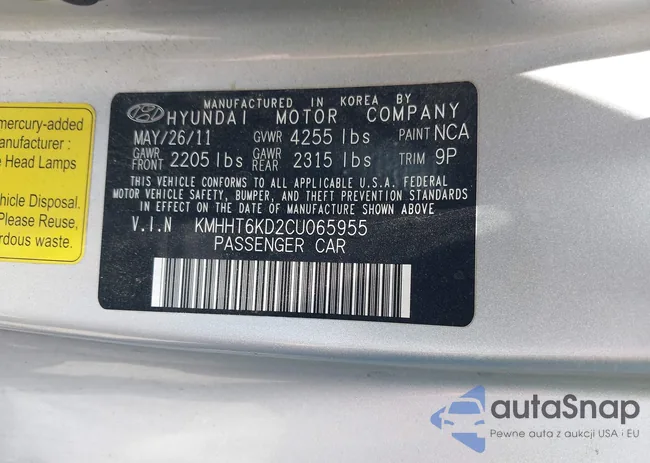 mercury-added
anufacturer :
e Head Lamps
ehicle Disposal.
Please Reuse,
rdous waste.
MANUFACTURED IN KOREA BY
HYUNDAI MOTOR COMPANY
MAY/26/11 GVWR 4255 lbs PAINT NCA
GAWR FRONT 2205 lbs GAWR REAR 2315 lbs TRIM 9P
THIS VEHICLE CONFORMS TO ALL APPLICABLE U.S.A. FEDERAL
MOTOR VEHICLE SAFETY, BUMPER, AND THEFT PREVENTION STANDARDS
IN EFFECT ON THE DATE OF MANUFACTURE SHOWN ABOVE
V.I.N KMHHT6KD2CU065955
PASSENGER CAR
autaSnap
Pewne auta z aukcji USA i EU